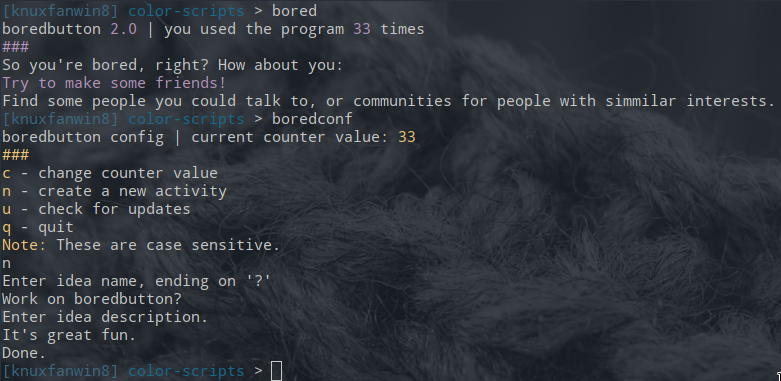 [knuxfanwin8] color-scripts > bored
boredbutton 2.0 | you used the program 33 times
###
So you're bored, right? How about you:
Try to make some friends!
Find some people you could talk to, or communities for people with simmilar interests.
[knuxfanwin8] color-scripts > boredconf
boredbutton config | current counter value: 33
###
c - change counter value
n - create a new activity
u - check for updates
q - quit
Note: These are case sensitive.
n
Enter idea name, ending on '?'
Work on boredbutton?
Enter idea description.
It's great fun.
Done.
[knuxfanwin8] color-scripts >